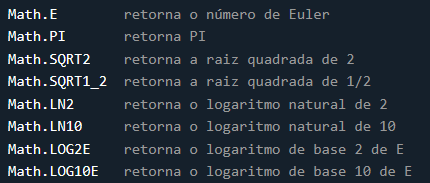 Math.E retorna o número de Euler
Math.PI retorna PI
Math.SQRT2 retorna a raiz quadrada de 2
Math.SQRT1_2 retorna a raiz quadrada de 1/2
Math.LN2 retorna o logaritmo natural de 2
Math.LN10 retorna o logaritmo natural de 10
Math.LOG2E retorna o logaritmo de base 2 de E
Math.LOG10E retorna o logaritmo de base 10 de E